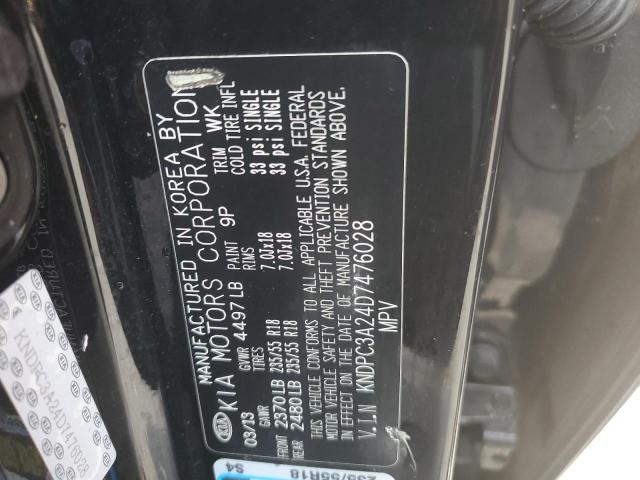 MANUFACTURED IN KOREA BY
KIA KIA MOTORS CORPORATION
03/13 GVWR 4497LB PAINT 9P TRIM WK
GAWR TIRES RIMS COLD TIRE INFL
FRONT 2370LB 235/55 R18 7.0Jx18 33 psi SINGLE
REAR 2480LB 235/55 R18 7.0Jx18 33 psi SINGLE
THIS VEHICLE CONFORMS TO ALL APPLICABLE U.S.A. FEDERAL
MOTOR VEHICLE SAFETY AND THEFT PREVENTION STANDARDS
IN EFFECT ON THE DATE OF MANUFACTURE SHOWN ABOVE.
V.I.N KNDPC3A24D7476028
MPV
S4
235/55R18
KNDPC3A24D7476028